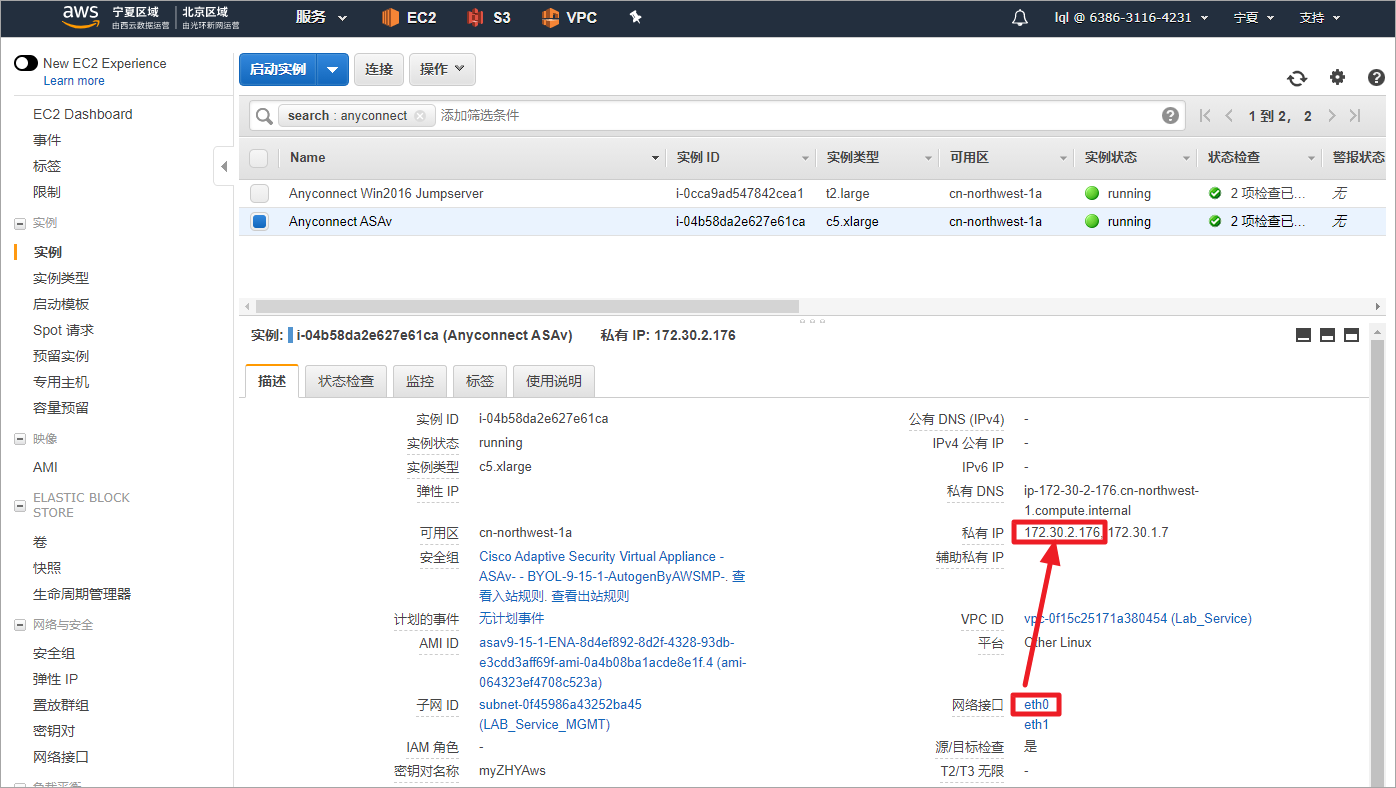 aws 宁夏区域 由西云数据运营 北京区域 由光环新网运营 服务 EC2 S3 VPC lql @ 6386-3116-4231 宁夏 支持
New EC2 Experience
Learn more
EC2 Dashboard
事件
标签
限制
实例
实例
实例类型
启动模板
Spot 请求
预留实例
专用主机
容量预留
映像
AMI
ELASTIC BLOCK
STORE
卷
快照
生命周期管理器
网络与安全
安全组
弹性 IP
置放群组
密钥对
网络接口
负载平衡
启动实例 连接 操作
search : anyconnect 添加筛选条件 1 到 2， 2
Name 实例 ID 实例类型 可用区 实例状态 状态检查 警报状态
Anyconnect Win2016 Jumpserver i-0cca9ad547842cea1 t2.large cn-northwest-1a running 2 项检查已... 无
Anyconnect ASAv i-04b58da2e627e61ca c5.xlarge cn-northwest-1a running 2 项检查已... 无
实例: i-04b58da2e627e61ca (Anyconnect ASAv) 私有 IP: 172.30.2.176
描述 状态检查 监控 标签 使用说明
实例 ID i-04b58da2e627e61ca 公有 DNS (IPv4) -
实例状态 running IPv4 公有 IP -
实例类型 c5.xlarge IPv6 IP -
弹性 IP 私有 DNS ip-172-30-2-176.cn-northwest-
1.compute.internal
可用区 cn-northwest-1a 私有 IP 172.30.2.176, 172.30.1.7
安全组 Cisco Adaptive Security Virtual Appliance - 辅助私有 IP
ASAv- - BYOL-9-15-1-AutogenByAWSMP-. 查
看入站规则. 查看出站规则
计划的事件 无计划事件 VPC ID vpc-0f15c25171a380454 (Lab_Service)
AMI ID asav9-15-1-ENA-8d4ef892-8d2f-4328-93db- 平台 Other Linux
e3cdd3aff69f-ami-0a4b08ba1acde8e1f.4 (ami-
064323ef4708c523a)
子网 ID subnet-0f45986a43252ba45 网络接口 eth0
(LAB_Service_MGMT) eth1
IAM 角色 - 源/目标检查 是
密钥对名称 myZHYAws T2/T3 无限 -